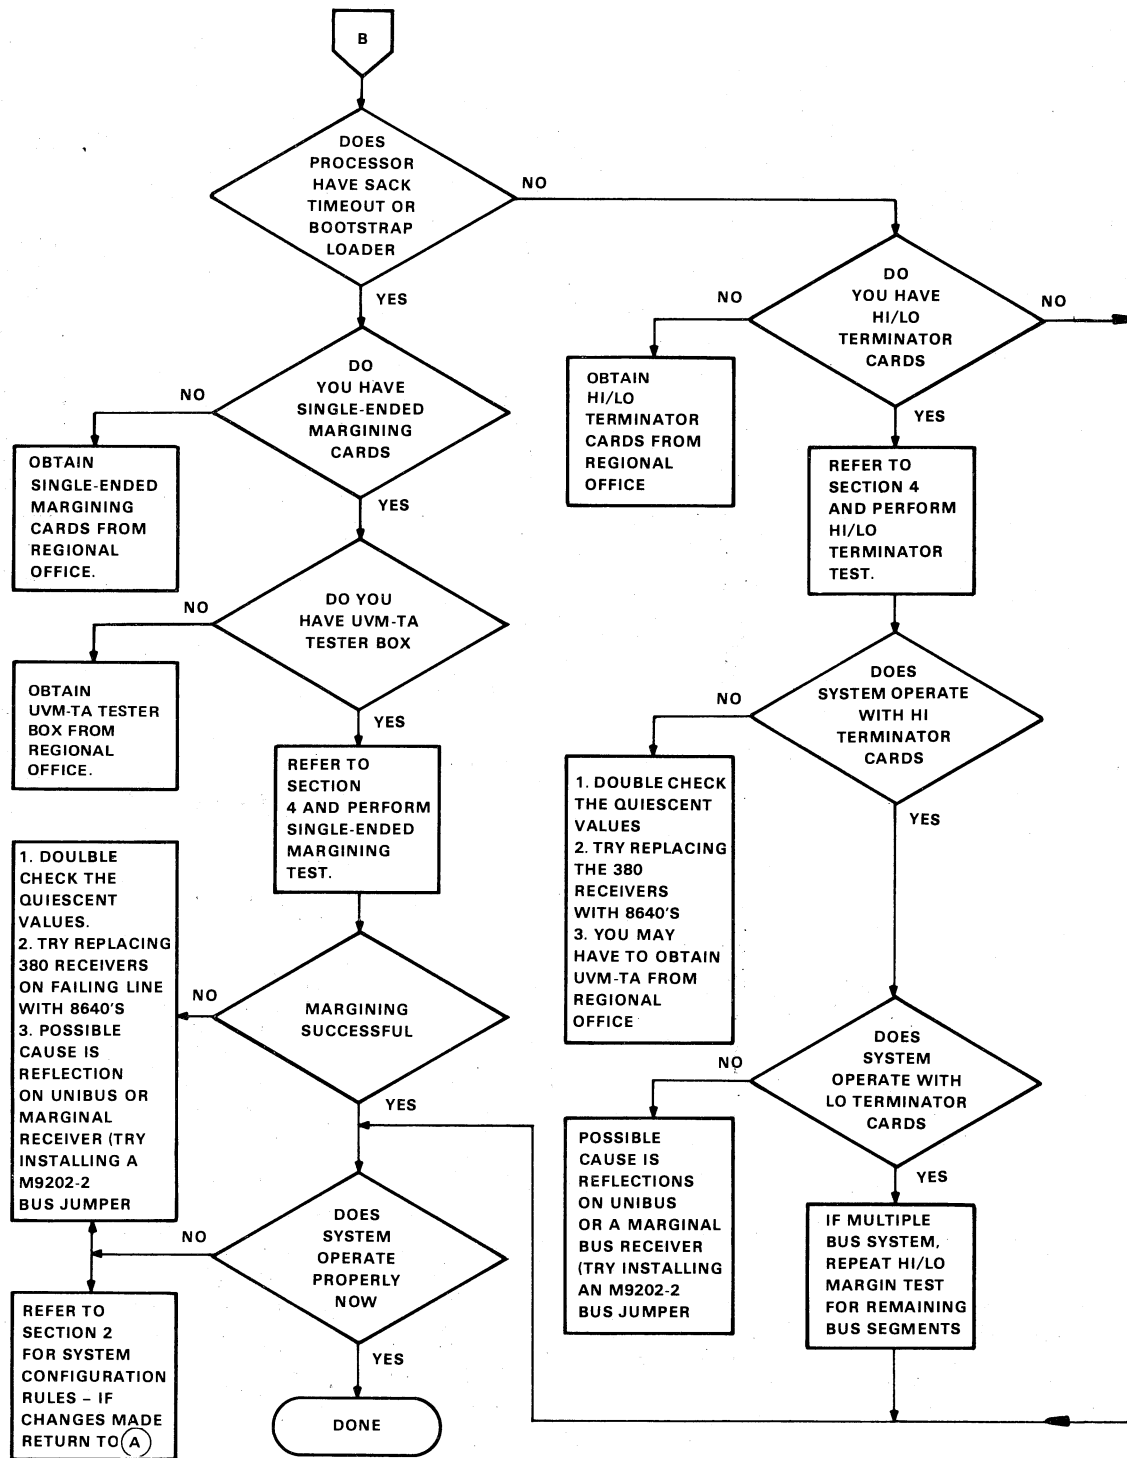 B
DOES
PROCESSOR
HAVE SACK
TIMEOUT OR
BOOTSTRAP
LOADER
NO
YES
DO
YOU HAVE
SINGLE-ENDED
MARGINING
CARDS
NO
OBTAIN
SINGLE-ENDED
MARGINING
CARDS FROM
REGIONAL
OFFICE.
YES
DO YOU
HAVE UVM-TA
TESTER BOX
NO
OBTAIN
UVM-TA TESTER
BOX FROM
REGIONAL
OFFICE.
YES
REFER TO
SECTION
4 AND PERFORM
SINGLE-ENDED
MARGINING
TEST.
MARGINING
SUCCESSFUL
NO
1. DOULBLE
CHECK THE
QUIESCENT
VALUES.
2. TRY REPLACING
380 RECEIVERS
ON FAILING LINE
WITH 8640'S
3. POSSIBLE
CAUSE IS
REFLECTION
ON UNIBUS OR
MARGINAL
RECEIVER (TRY
INSTALLING A
M9202-2
BUS JUMPER
YES
DOES
SYSTEM
OPERATE
PROPERLY
NOW
NO
REFER TO
SECTION 2
FOR SYSTEM
CONFIGURATION
RULES – IF
CHANGES MADE
RETURN TO A
YES
DONE
DO
YOU HAVE
HI/LO
TERMINATOR
CARDS
NO
NO
OBTAIN
HI/LO
TERMINATOR
CARDS FROM
REGIONAL
OFFICE
YES
REFER TO
SECTION 4
AND PERFORM
HI/LO
TERMINATOR
TEST.
DOES
SYSTEM OPERATE
WITH HI
TERMINATOR
CARDS
NO
1. DOUBLE CHECK
THE QUIESCENT
VALUES
2. TRY REPLACING
THE 380
RECEIVERS
WITH 8640'S
3. YOU MAY
HAVE TO OBTAIN
UVM-TA FROM
REGIONAL
OFFICE
YES
DOES
SYSTEM
OPERATE WITH
LO TERMINATOR
CARDS
NO
POSSIBLE
CAUSE IS
REFLECTIONS
ON UNIBUS
OR A MARGINAL
BUS RECEIVER
(TRY INSTALLING
AN M9202-2
BUS JUMPER
YES
IF MULTIPLE
BUS SYSTEM,
REPEAT HI/LO
MARGIN TEST
FOR REMAINING
BUS SEGMENTS